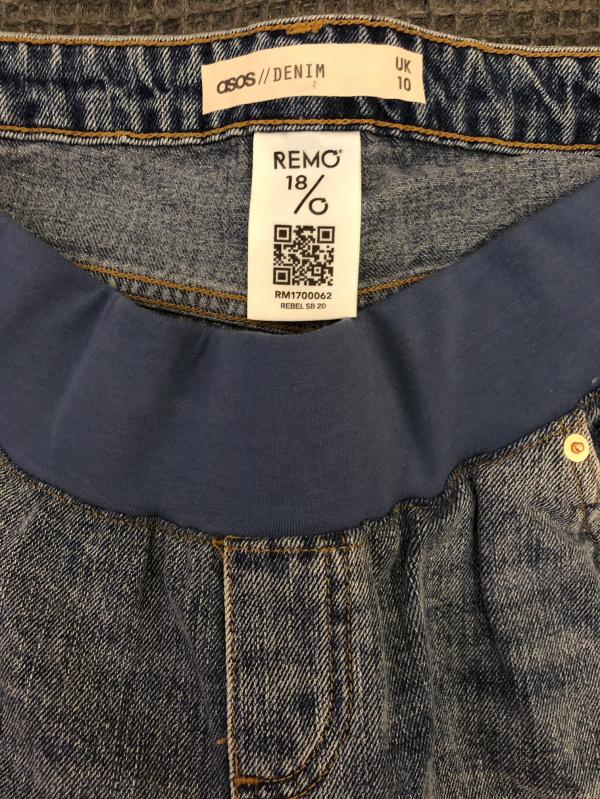 asos // DENIM
UK
10
REMO®
18
/O
RM1700062
REBEL SB 20